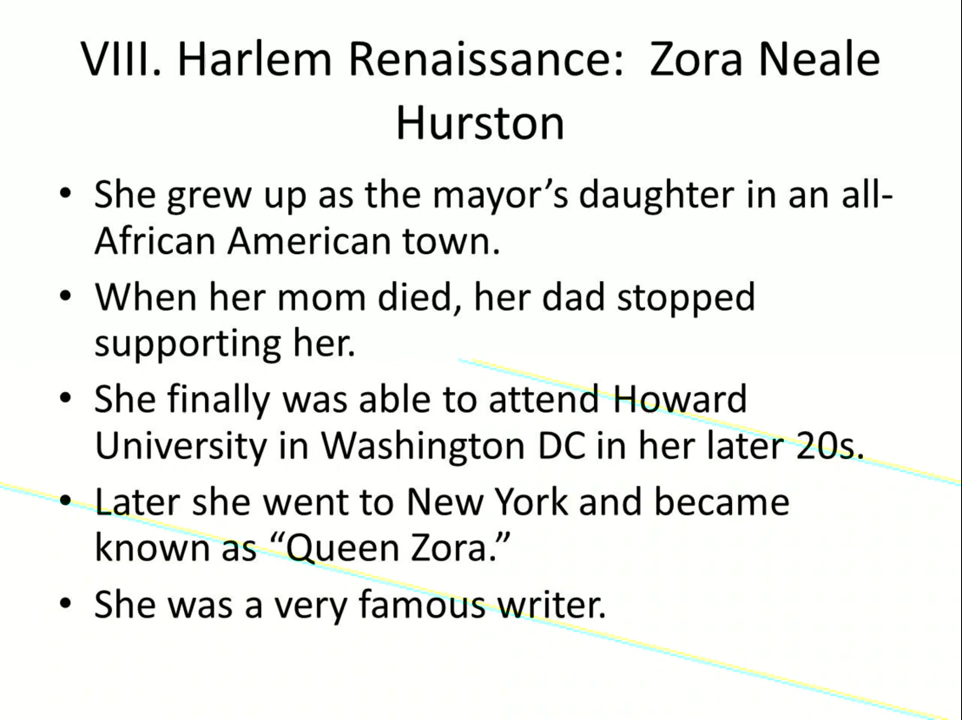 VIII. Harlem Renaissance:  Zora Neale
Hurston
• She grew up as the mayor’s daughter in an all-
African American town.
• When her mom died, her dad stopped
supporting her.
• She finally was able to attend Howard
University in Washington DC in her later 20s.
• Later she went to New York and became
known as “Queen Zora.”
• She was a very famous writer.